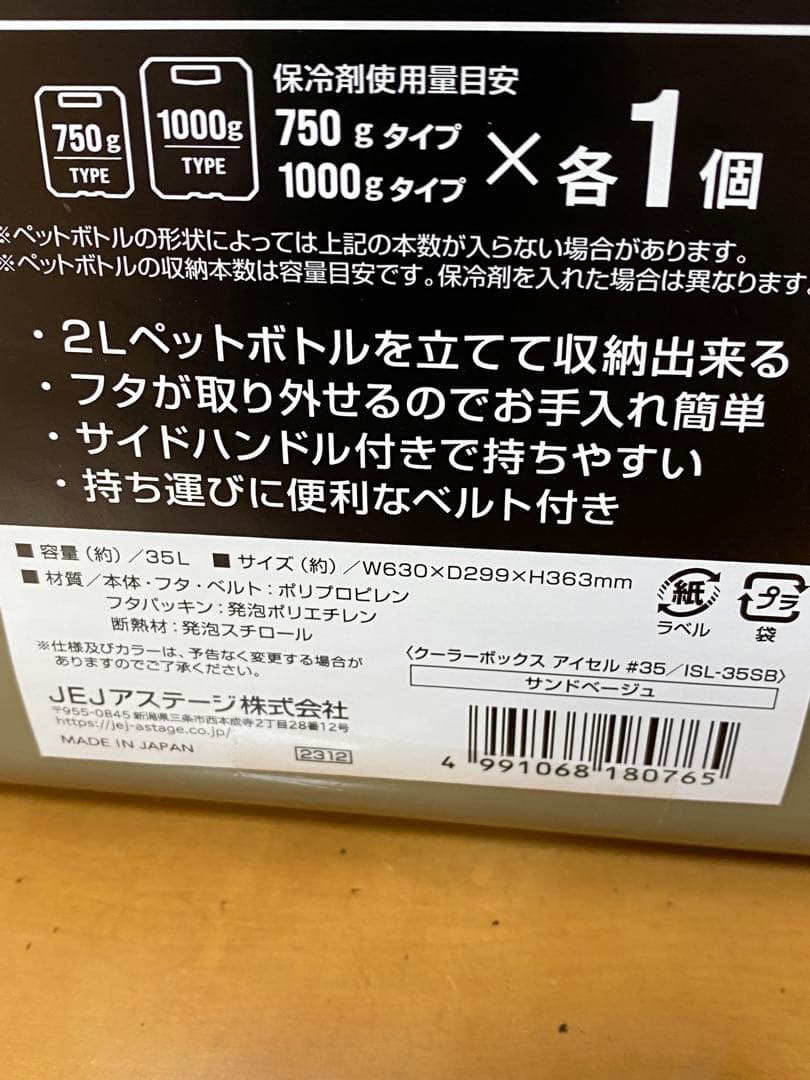 750g
TYPE
1000g
TYPE
保冷剤使用量目安
750gタイプ
1000gタイプ
×各1個
※ペットボトルの形状によっては上記の本数が入らない場合があります。
※ペットボトルの収納本数は容量目安です。保冷剤を入れた場合は異なります。
・2Lペットボトルを立てて収納出来る
・フタが取り外せるのでお手入れ簡単
・サイドハンドル付きで持ちやすい
・持ち運びに便利なベルト付き
■容量（約）/35L ■サイズ（約）/W630×D299×H363mm
■材質/本体・フタ・ベルト：ポリプロピレン
フタパッキン：発泡ポリエチレン
断熱材：発泡スチロール
※仕様及びカラーは、予告なく変更する場合が
ありますのでご了承ください。
紙
ラベル
プラ
袋
〈クーラーボックス アイセル #35/ISL-35SB〉
サンドベージュ
JEJアステージ株式会社
〒955-0845 新潟県三条市西本成寺2丁目28番12号
https://jej-astage.co.jp/
MADE IN JAPAN
2312
4 991068 180765